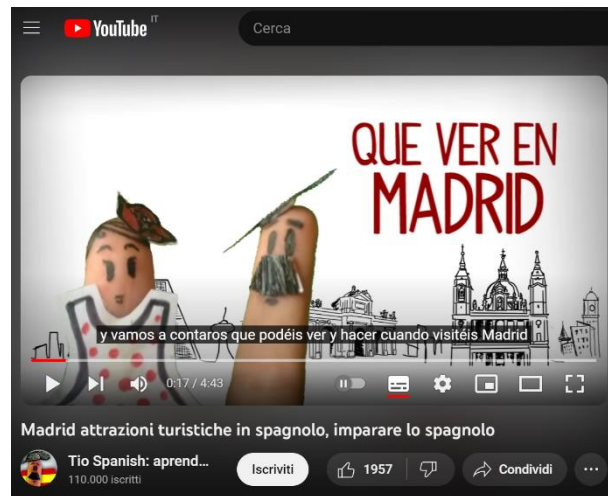 YouTube IT
Cerca
QUE VER EN
MADRID
y vamos a contaros que podéis ver y hacer cuando visitéis Madrid
0:17 / 4:43
Madrid attrazioni turistiche in spagnolo, imparare lo spagnolo
Tio Spanish: aprend...
110.000 iscritti
Iscriviti
1957
Condividi